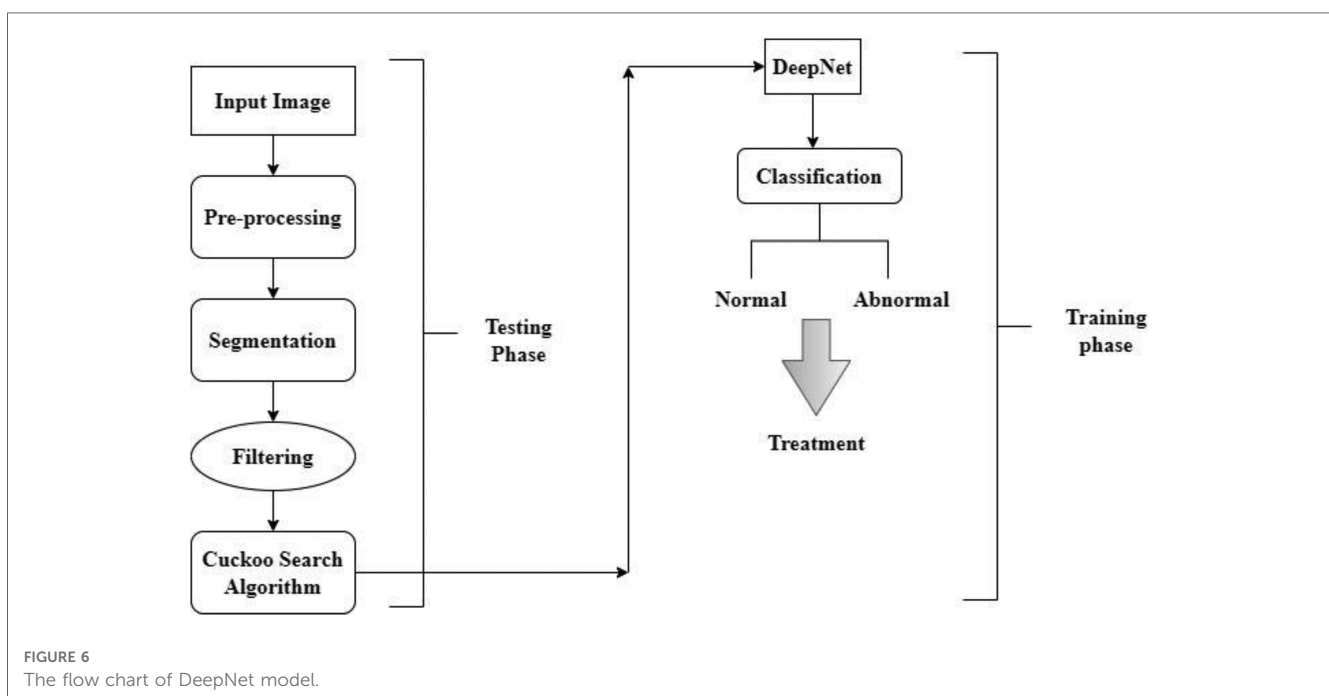 Input Image
Pre-processing
Segmentation
Filtering
Cuckoo Search
Algorithm
Testing
Phase
DeepNet
Classification
Normal
Abnormal
Treatment
Training
phase
FIGURE 6
The flow chart of DeepNet model.